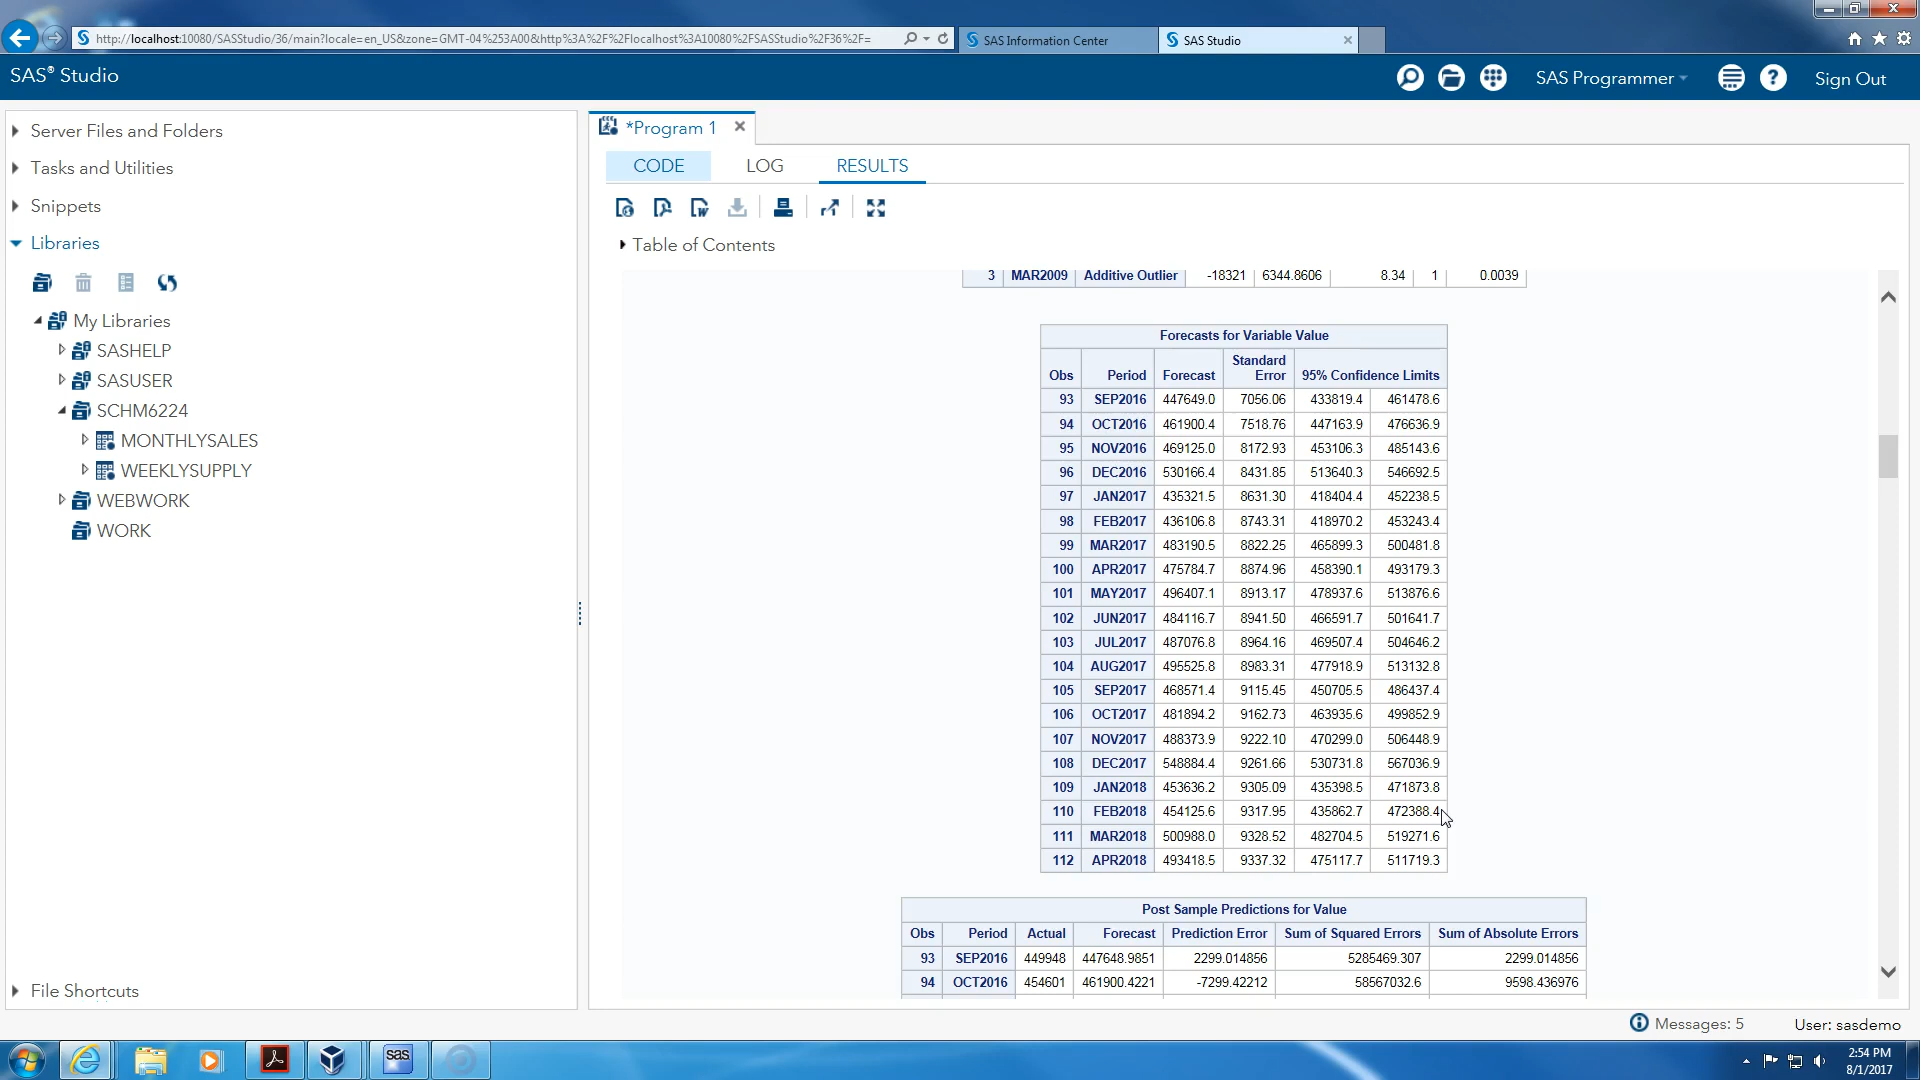 http://localhost:10080/SASStudio/36/main?locale=en_US&zone=GMT-04%253A00&http%3A%2F%2Flocalhost%3A10080%2FSASStudio%2F36%2F=
SAS Information Center
SAS Studio
SAS® Studio
SAS Programmer
?
Sign Out
Server Files and Folders
Tasks and Utilities
Snippets
Libraries
My Libraries
SASHELP
SASUSER
SCHM6224
MONTHLYSALES
WEEKLYSUPPLY
WEBWORK
WORK
File Shortcuts
*Program 1
CODE LOG RESULTS
Table of Contents
3 MAR2009 Additive Outlier -18321 6344.8606 8.34 1 0.0039
Forecasts for Variable Value
Obs Period Forecast Standard Error 95% Confidence Limits
93 SEP2016 447649.0 7056.06 433819.4 461478.6
94 OCT2016 461900.4 7518.76 447163.9 476636.9
95 NOV2016 469125.0 8172.93 453106.3 485143.6
96 DEC2016 530166.4 8431.85 513640.3 546692.5
97 JAN2017 435321.5 8631.30 418404.4 452238.5
98 FEB2017 436106.8 8743.31 418970.2 453243.4
99 MAR2017 483190.5 8822.25 465899.3 500481.8
100 APR2017 475784.7 8874.96 458390.1 493179.3
101 MAY2017 496407.1 8913.17 478937.6 513876.6
102 JUN2017 484116.7 8941.50 466591.7 501641.7
103 JUL2017 487076.8 8964.16 469507.4 504646.2
104 AUG2017 495525.8 8983.31 477918.9 513132.8
105 SEP2017 468571.4 9115.45 450705.5 486437.4
106 OCT2017 481894.2 9162.73 463935.6 499852.9
107 NOV2017 488373.9 9222.10 470299.0 506448.9
108 DEC2017 548884.4 9261.66 530731.8 567036.9
109 JAN2018 453636.2 9305.09 435398.5 471873.8
110 FEB2018 454125.6 9317.95 435862.7 472388.4
111 MAR2018 500988.0 9328.52 482704.5 519271.6
112 APR2018 493418.5 9337.32 475117.7 511719.3
Post Sample Predictions for Value
Obs Period Actual Forecast Prediction Error Sum of Squared Errors Sum of Absolute Errors
93 SEP2016 449948 447648.9851 2299.014856 5285469.307 2299.014856
94 OCT2016 454601 461900.4221 -7299.42212 58567032.6 9598.436976
Messages: 5
User: sasdemo
sas
2:54 PM
8/1/2017